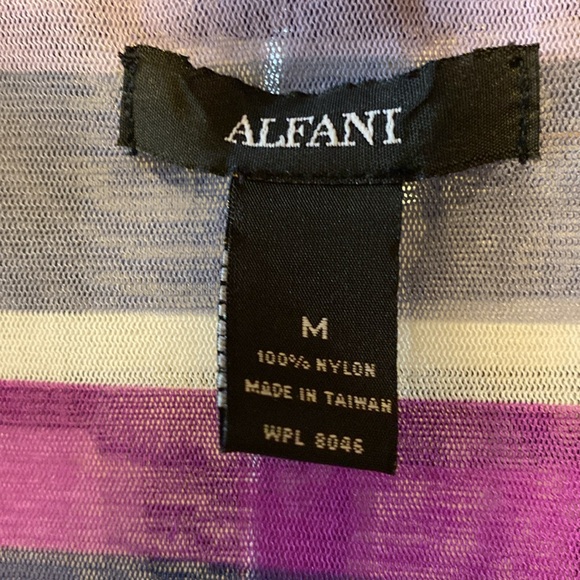 ALFANI
M
100% NYLON
MADE IN TAIWAN
WPL 8046